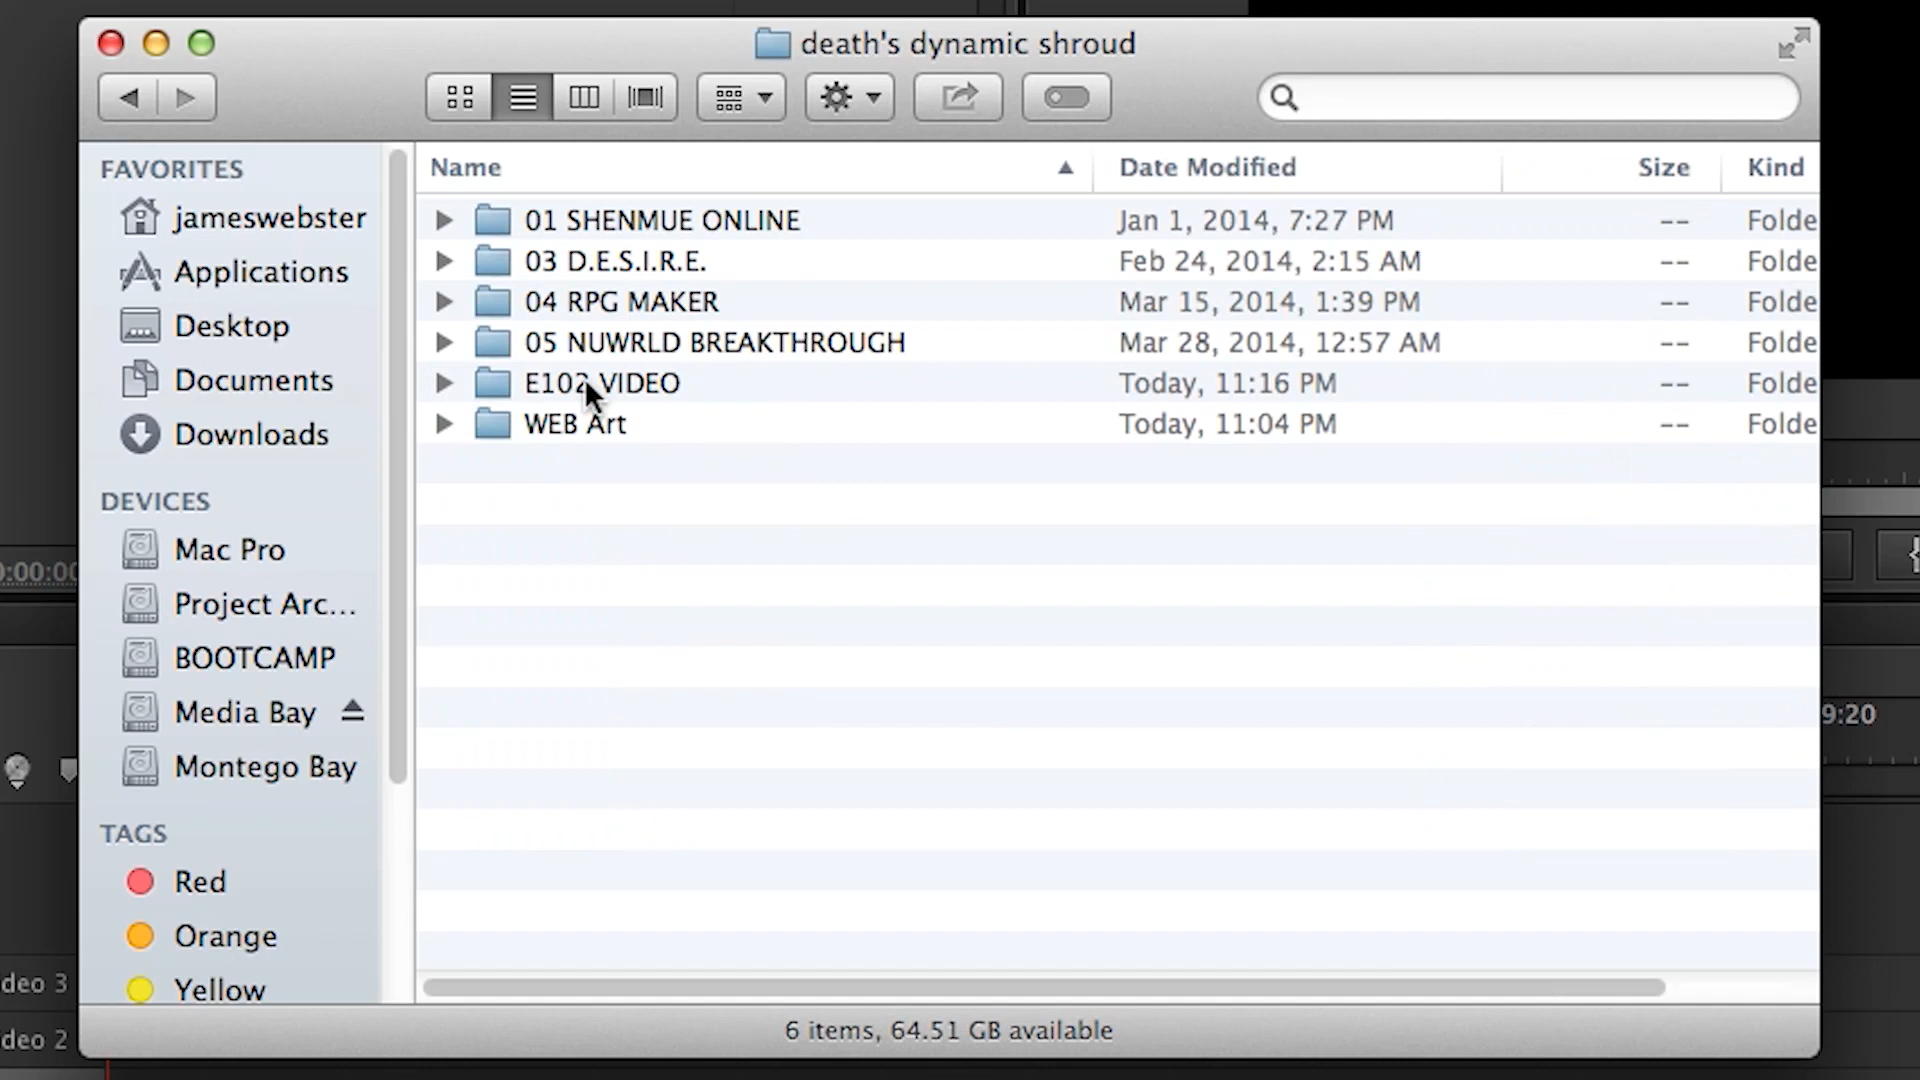 death's dynamic shroud
FAVORITES
jameswebster
Applications
Desktop
Documents
Downloads
DEVICES
Mac Pro
Project Arc...
BOOTCAMP
Media Bay
Montego Bay
TAGS
Red
Orange
Yellow
Name Date Modified Size Kind
01 SHENMUE ONLINE Jan 1, 2014, 7:27 PM -- Folde
03 D.E.S.I.R.E. Feb 24, 2014, 2:15 AM -- Folde
04 RPG MAKER Mar 15, 2014, 1:39 PM -- Folde
05 NUWRLD BREAKTHROUGH Mar 28, 2014, 12:57 AM -- Folde
E102 VIDEO Today, 11:16 PM -- Folde
WEB Art Today, 11:04 PM -- Folde
6 items, 64.51 GB available
0:00:00
deo 3
deo 2
9:20